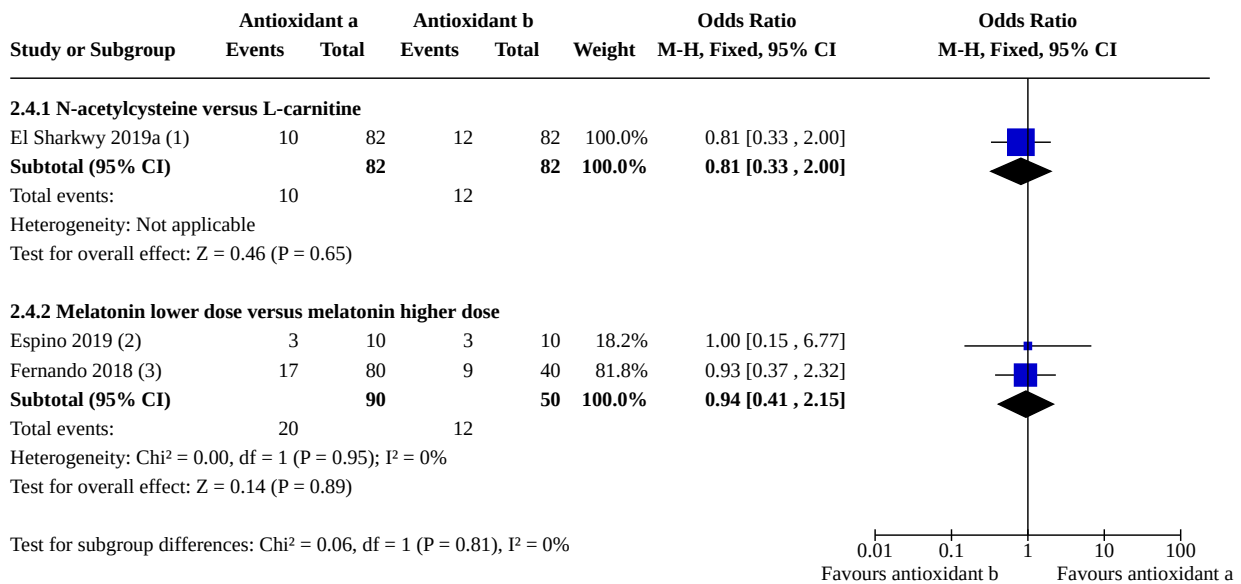 Antioxidant a Antioxidant b Odds Ratio Odds Ratio
Study or Subgroup Events Total Events Total Weight M-H, Fixed, 95% CI M-H, Fixed, 95% CI
2.4.1 N-acetylcysteine versus L-carnitine
El Sharkwy 2019a (1) 10 82 12 82 100.0% 0.81 [0.33 , 2.00]
Subtotal (95% CI) 82 82 100.0% 0.81 [0.33 , 2.00]
Total events: 10 12
Heterogeneity: Not applicable
Test for overall effect: Z = 0.46 (P = 0.65)
2.4.2 Melatonin lower dose versus melatonin higher dose
Espino 2019 (2) 3 10 3 10 18.2% 1.00 [0.15 , 6.77]
Fernando 2018 (3) 17 80 9 40 81.8% 0.93 [0.37 , 2.32]
Subtotal (95% CI) 90 50 100.0% 0.94 [0.41 , 2.15]
Total events: 20 12
Heterogeneity: Chi² = 0.00, df = 1 (P = 0.95); I² = 0%
Test for overall effect: Z = 0.14 (P = 0.89)
Test for subgroup differences: Chi² = 0.06, df = 1 (P = 0.81), I² = 0%
0.01 0.1 1 10 100
Favours antioxidant b Favours antioxidant a